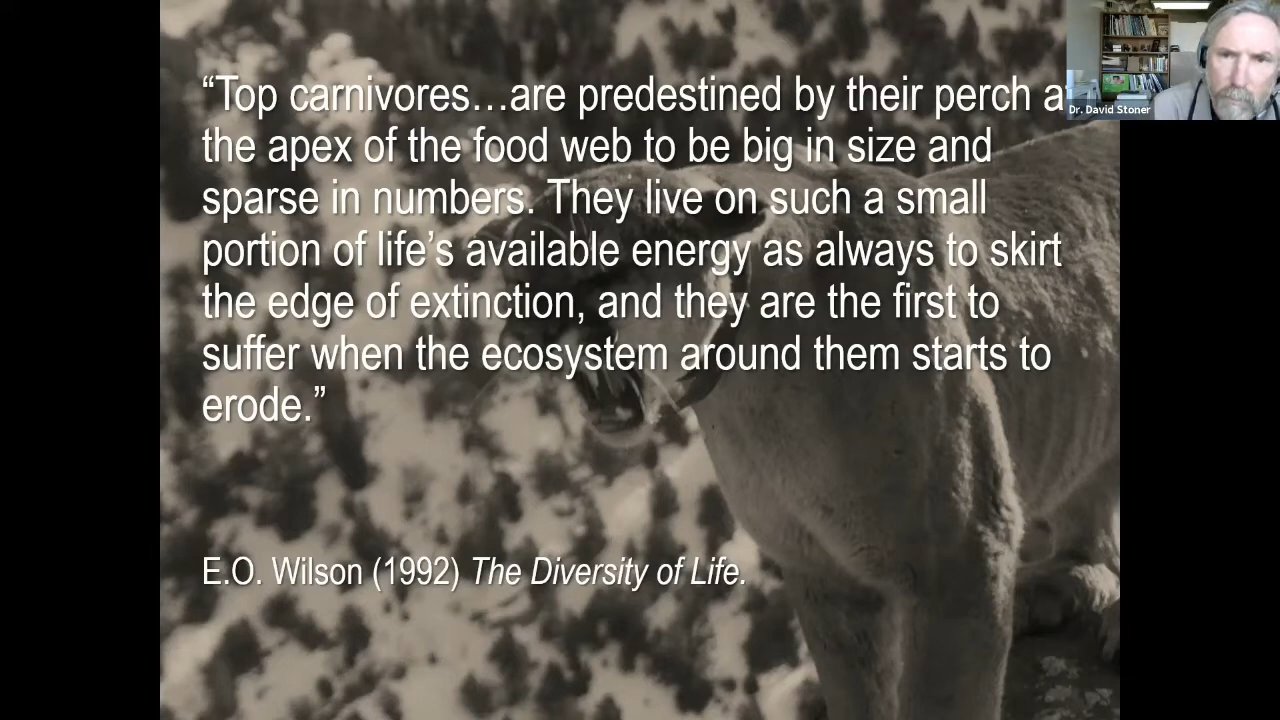 “Top carnivores…are predestined by their perch at
the apex of the food web to be big in size and
sparse in numbers. They live on such a small
portion of life’s available energy as always to skirt
the edge of extinction, and they are the first to
suffer when the ecosystem around them starts to
erode.”
E.O. Wilson (1992) The Diversity of Life.
Dr. David Stoner